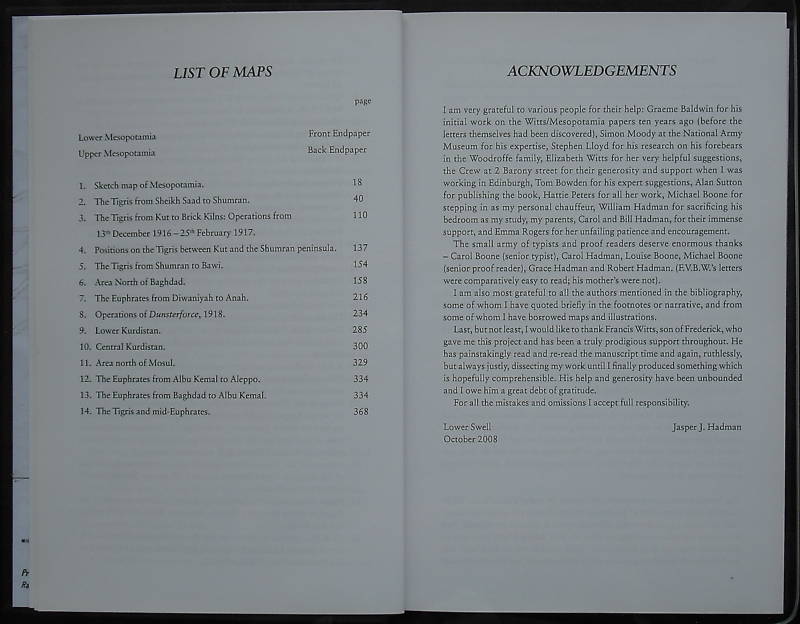 LIST OF MAPS
page
Lower Mesopotamia Front Endpaper
Upper Mesopotamia Back Endpaper
1. Sketch map of Mesopotamia. 18
2. The Tigris from Sheikh Saad to Shumran. 40
3. The Tigris from Kut to Brick Kilns: Operations from 110
13th December 1916 – 25th February 1917.
4. Positions on the Tigris between Kut and the Shumran peninsula. 137
5. The Tigris from Shumran to Bawi. 154
6. Area North of Baghdad. 158
7. The Euphrates from Diwaniyah to Anah. 216
8. Operations of Dunsterforce, 1918. 234
9. Lower Kurdistan. 285
10. Central Kurdistan. 300
11. Area north of Mosul. 329
12. The Euphrates from Albu Kemal to Aleppo. 334
13. The Euphrates from Baghdad to Albu Kemal. 334
14. The Tigris and mid-Euphrates. 368
Pr
Ra
ACKNOWLEDGEMENTS
I am very grateful to various people for their help: Graeme Baldwin for his
initial work on the Witts/Mesopotamia papers ten years ago (before the
letters themselves had been discovered), Simon Moody at the National Army
Museum for his expertise, Stephen Lloyd for his research on his forebears
in the Woodroffe family, Elizabeth Witts for her very helpful suggestions,
the Crew at 2 Barony street for their generosity and support when I was
working in Edinburgh, Tom Bowden for his expert suggestions, Alan Sutton
for publishing the book, Hattie Peters for all her work, Michael Boone for
stepping in as my personal chauffeur, William Hadman for sacrificing his
bedroom as my study, my parents, Carol and Bill Hadman, for their immense
support, and Emma Rogers for her unfailing patience and encouragement.
The small army of typists and proof readers deserve enormous thanks
– Carol Boone (senior typist), Carol Hadman, Louise Boone, Michael Boone
(senior proof reader), Grace Hadman and Robert Hadman. (F.V.B.W.'s letters
were comparatively easy to read; his mother's were not).
I am also most grateful to all the authors mentioned in the bibliography,
some of whom I have quoted briefly in the footnotes or narrative, and from
some of whom I have borrowed maps and illustrations.
Last, but not least, I would like to thank Francis Witts, son of Frederick, who
gave me this project and has been a truly prodigious support throughout. He
has painstakingly read and re-read the manuscript time and again, ruthlessly,
but always justly, dissecting my work until I finally produced something which
is hopefully comprehensible. His help and generosity have been unbounded
and I owe him a great debt of gratitude.
For all the mistakes and omissions I accept full responsibility.
Lower Swell Jasper J. Hadman
October 2008